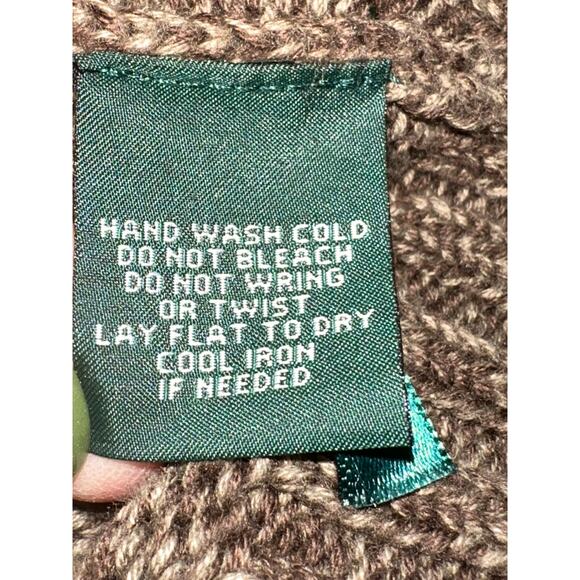 HAND WASH COLD
DO NOT BLEACH
DO NOT WRING
OR TWIST
LAY FLAT TO DRY
COOL IRON
IF NEEDED